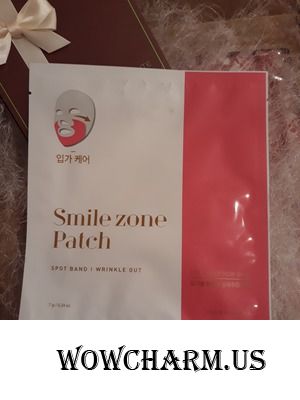 입가 케어
Smile zone
Patch
SPOT BAND I WRINKLE OUT
WOWCHARM.US